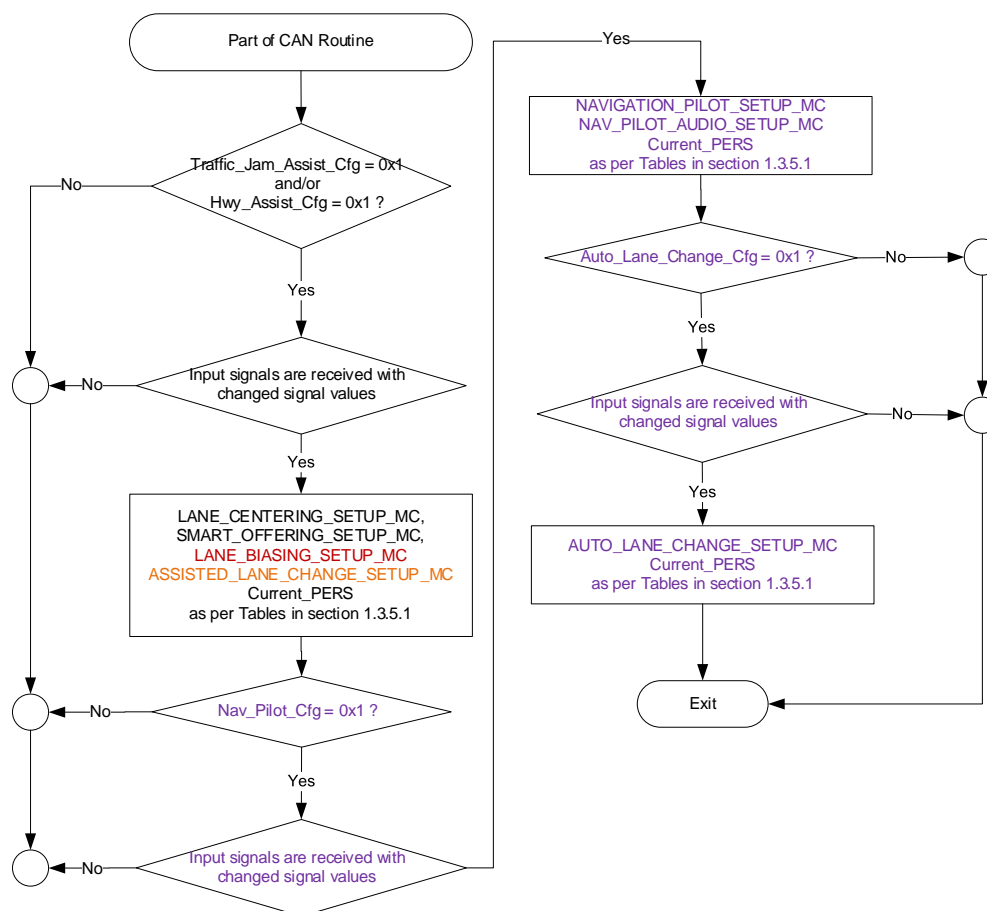 Part of CAN Routine
Traffic_Jam_Assist_Cfg = 0x1
and/or
Hwy_Assist_Cfg = 0x1 ?
No
Yes
Input signals are received with
changed signal values
No
Yes
LANE_CENTERING_SETUP_MC,
SMART_OFFERING_SETUP_MC,
LANE_BIASING_SETUP_MC
ASSISTED_LANE_CHANGE_SETUP_MC
Current_PERS
as per Tables in section 1.3.5.1
Nav_Pilot_Cfg = 0x1 ?
No
Yes
Input signals are received with
changed signal values
No
Yes
NAVIGATION_PILOT_SETUP_MC
NAV_PILOT_AUDIO_SETUP_MC
Current_PERS
as per Tables in section 1.3.5.1
Auto_Lane_Change_Cfg = 0x1 ?
No
Yes
Input signals are received with
changed signal values
No
Yes
AUTO_LANE_CHANGE_SETUP_MC
Current_PERS
as per Tables in section 1.3.5.1
Exit